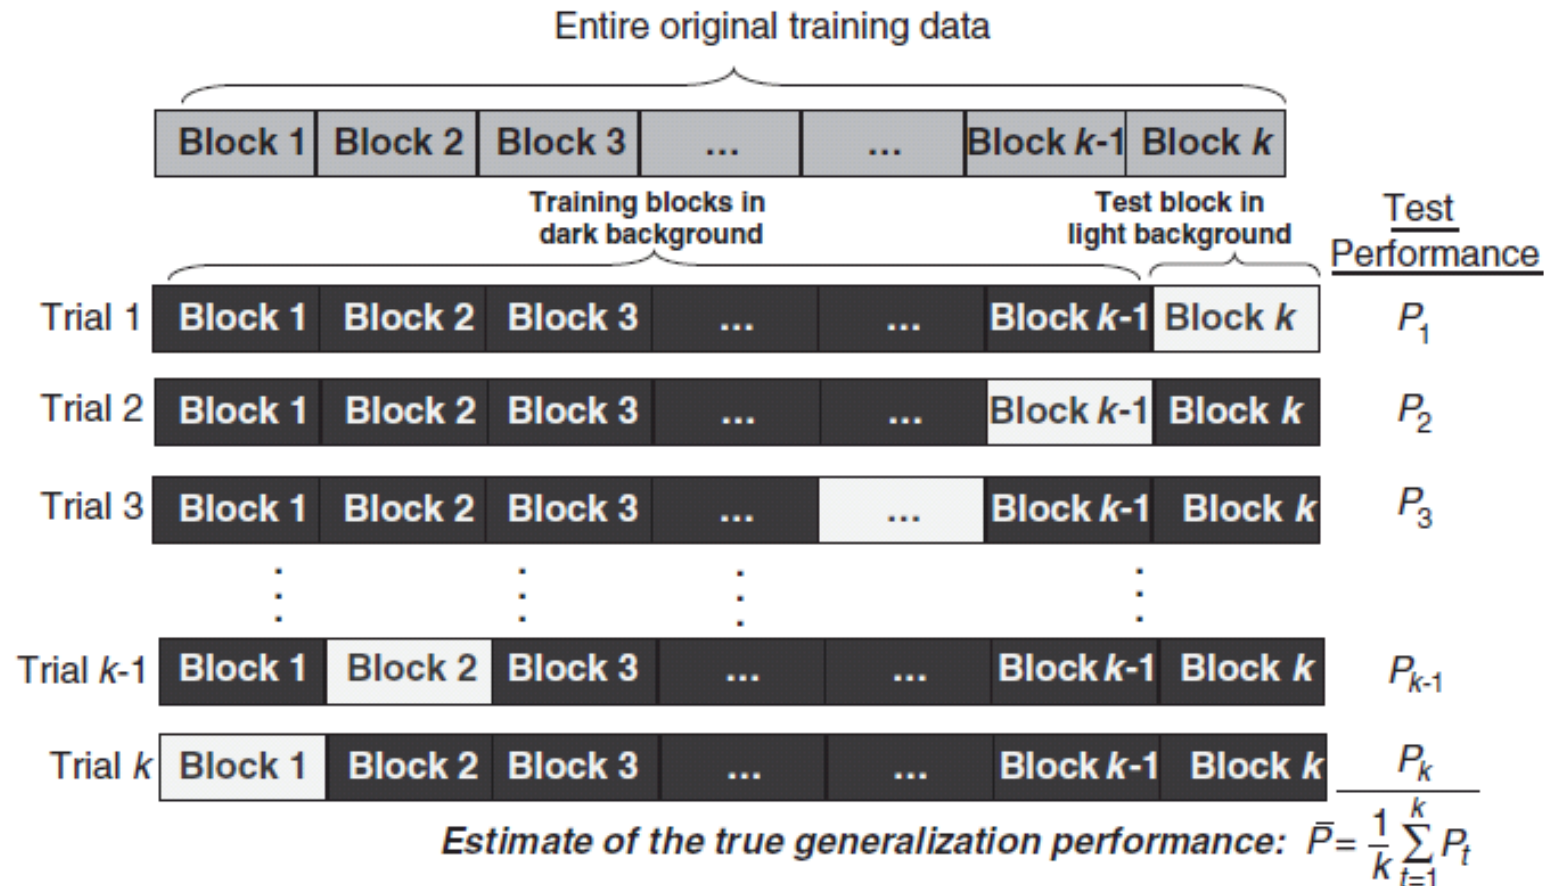 Entire original training data
Block 1 Block 2 Block 3 ... ... Block k-1 Block k
Training blocks in
dark background
Test block in
light background
Test
Performance
Trial 1 Block 1 Block 2 Block 3 ... ... Block k-1 Block k P₁
Trial 2 Block 1 Block 2 Block 3 ... ... Block k-1 Block k P₂
Trial 3 Block 1 Block 2 Block 3 ... ... Block k-1 Block k P₃
Trial k-1 Block 1 Block 2 Block 3 ... ... Block k-1 Block k Pₖ₋₁
Trial k Block 1 Block 2 Block 3 ... ... Block k-1 Block k Pₖ
Estimate of the true generalization performance: P̄ = 1/k ∑ₜ₌₁ᵏ Pₜ